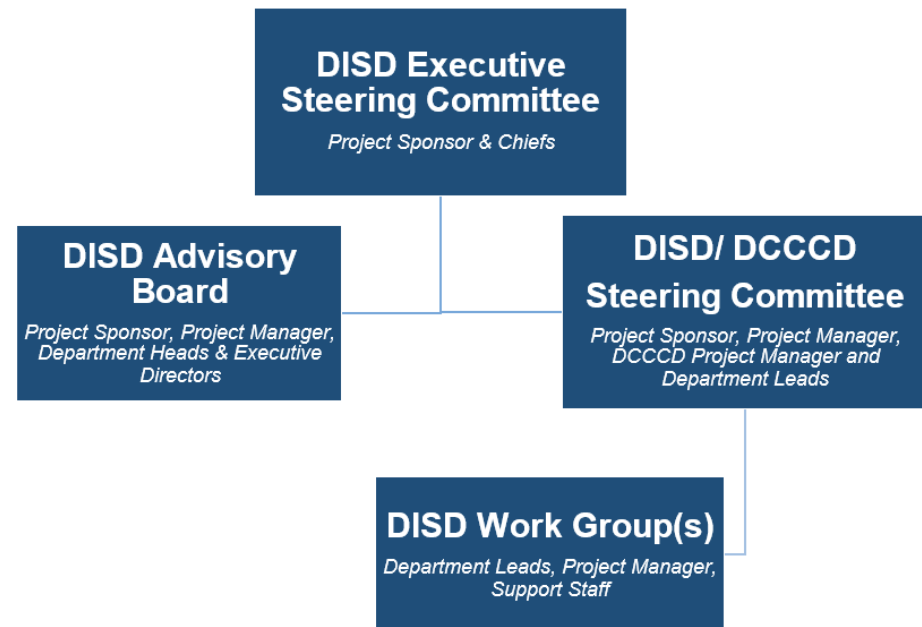 DISD Executive
Steering Committee
Project Sponsor & Chiefs
DISD Advisory
Board
Project Sponsor, Project Manager,
Department Heads & Executive
Directors
DISD/ DCCCD
Steering Committee
Project Sponsor, Project Manager,
DCCCD Project Manager and
Department Leads
DISD Work Group(s)
Department Leads, Project Manager,
Support Staff